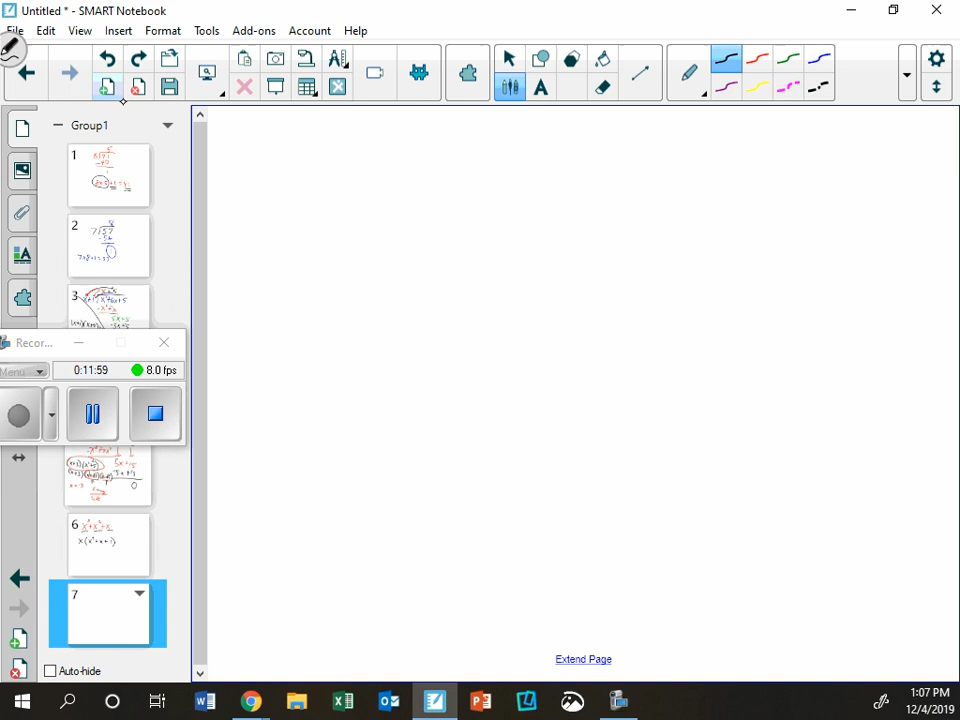 Untitled * - SMART Notebook
File Edit View Insert Format Tools Add-ons Account Help
Group1
1
2
3
Recor...
Menu
0:11:59
8.0 fps
6
7
Auto-hide
Extend Page
1:07 PM
12/4/2019